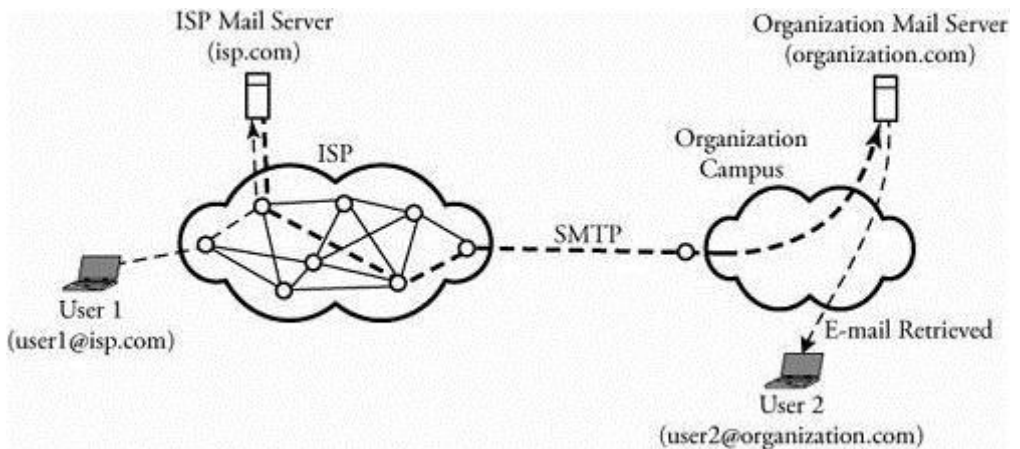 ISP Mail Server
(isp.com)
Organization Mail Server
(organization.com)
ISP
Organization
Campus
SMTP
User 1
(user1@isp.com)
E-mail Retrieved
User 2
(user2@organization.com)